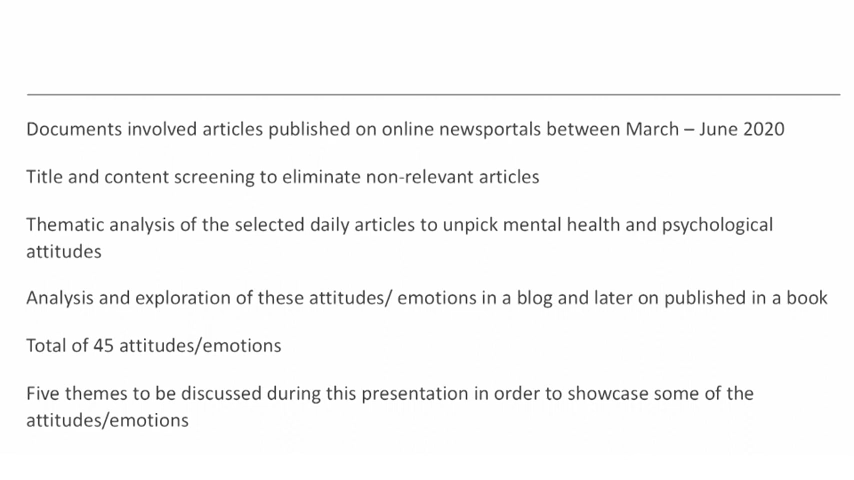 Documents involved articles published on online newsportals between March – June 2020
Title and content screening to eliminate non-relevant articles
Thematic analysis of the selected daily articles to unpick mental health and psychological
attitudes
Analysis and exploration of these attitudes/ emotions in a blog and later on published in a book
Total of 45 attitudes/emotions
Five themes to be discussed during this presentation in order to showcase some of the
attitudes/emotions